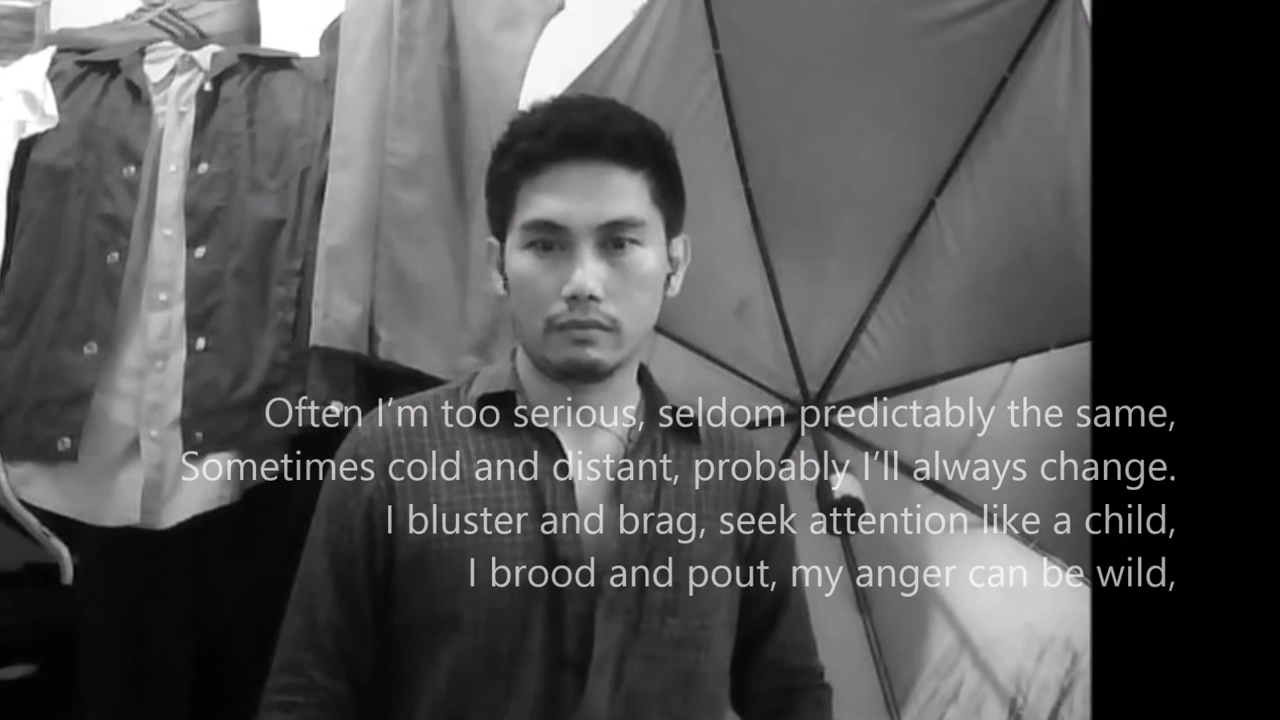 Often I’m too serious, seldom predictably the same,
Sometimes cold and distant, probably I’ll always change.
I bluster and brag, seek attention like a child,
I brood and pout, my anger can be wild,